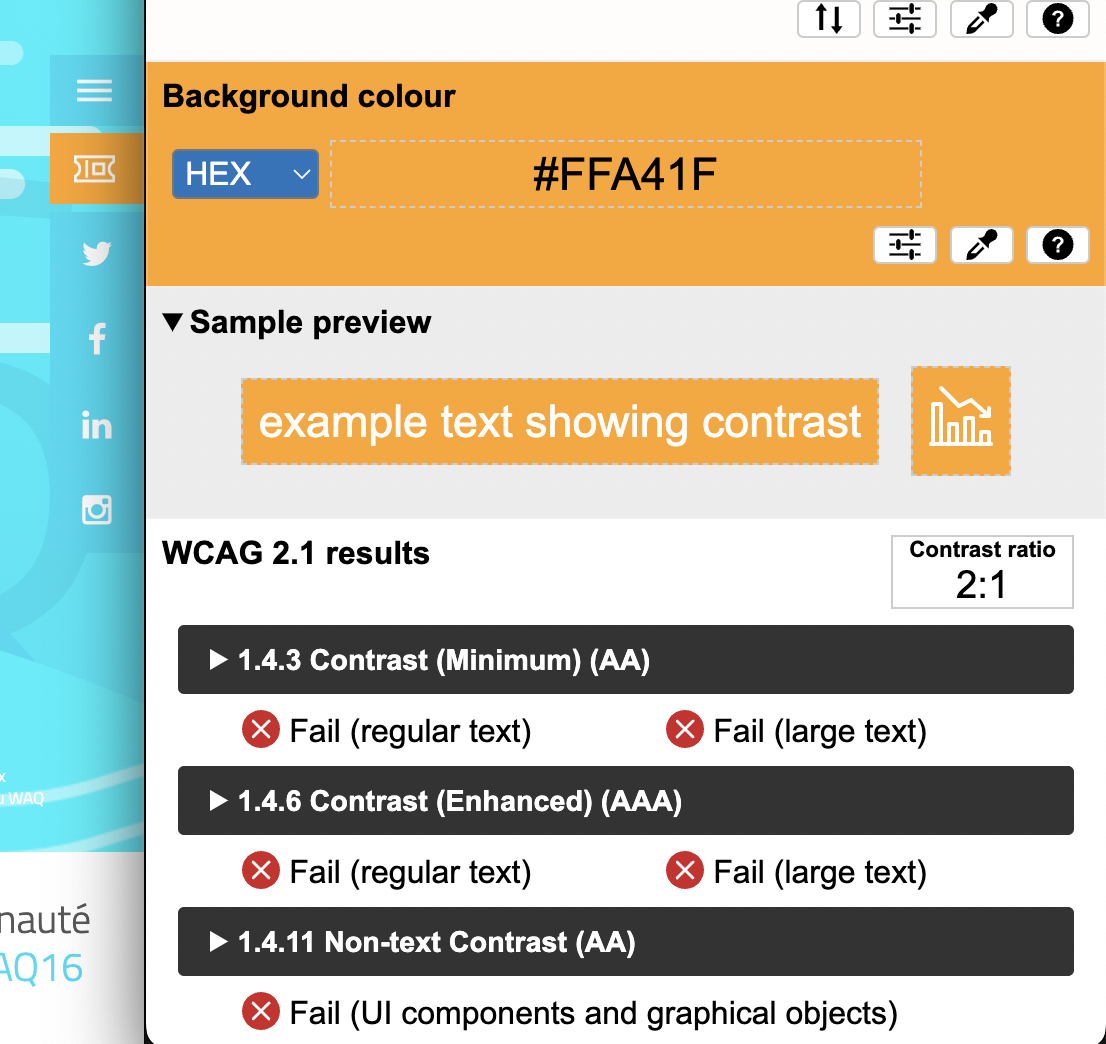 Background colour
HEX
#FFA41F
Sample preview
example text showing contrast
WCAG 2.1 results
Contrast ratio
2:1
1.4.3 Contrast (Minimum) (AA)
Fail (regular text) Fail (large text)
1.4.6 Contrast (Enhanced) (AAA)
Fail (regular text) Fail (large text)
1.4.11 Non-text Contrast (AA)
Fail (UI components and graphical objects)
in
x
u WAQ
nauté
AQ16